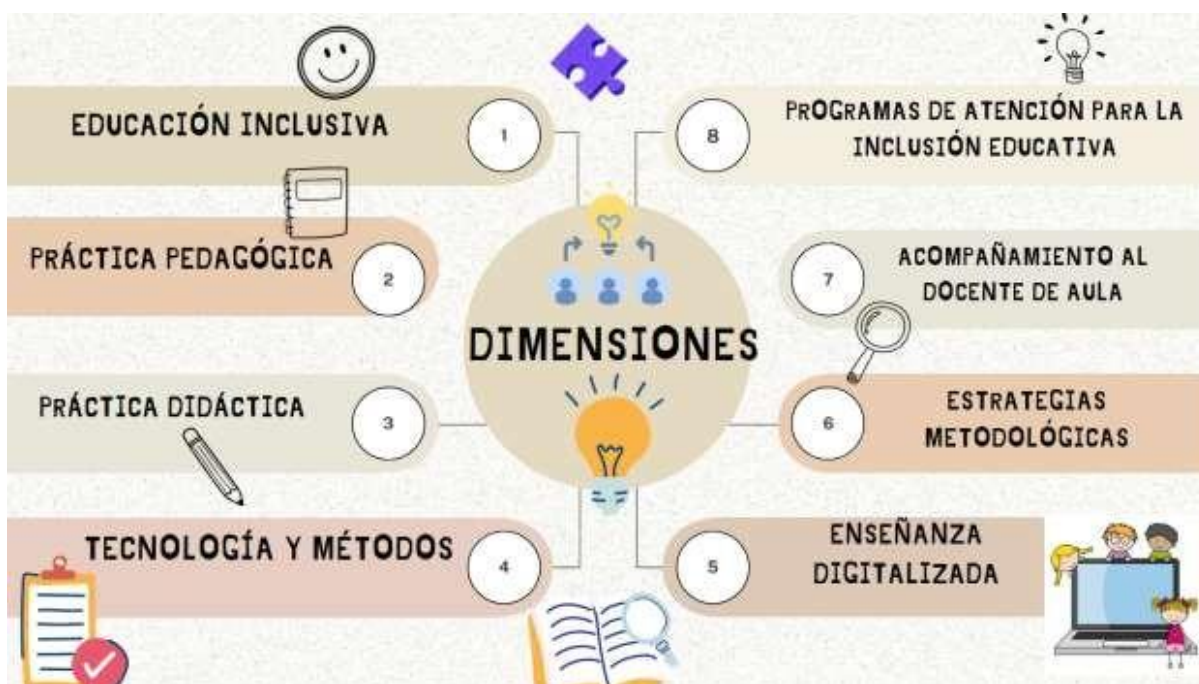 EDUCACIÓN INCLUSIVA
1
PRÁCTICA PEDAGÓGICA
2
PRÁCTICA DIDÁCTICA
3
TECNOLOGÍA Y MÉTODOS
4
DIMENSIONES
8
PROGRAMAS DE ATENCIÓN PARA LA
INCLUSIÓN EDUCATIVA
7
ACOMPAÑAMIENTO AL
DOCENTE DE AULA
6
ESTRATEGIAS
METODOLÓGICAS
5
ENSEÑANZA
DIGITALIZADA